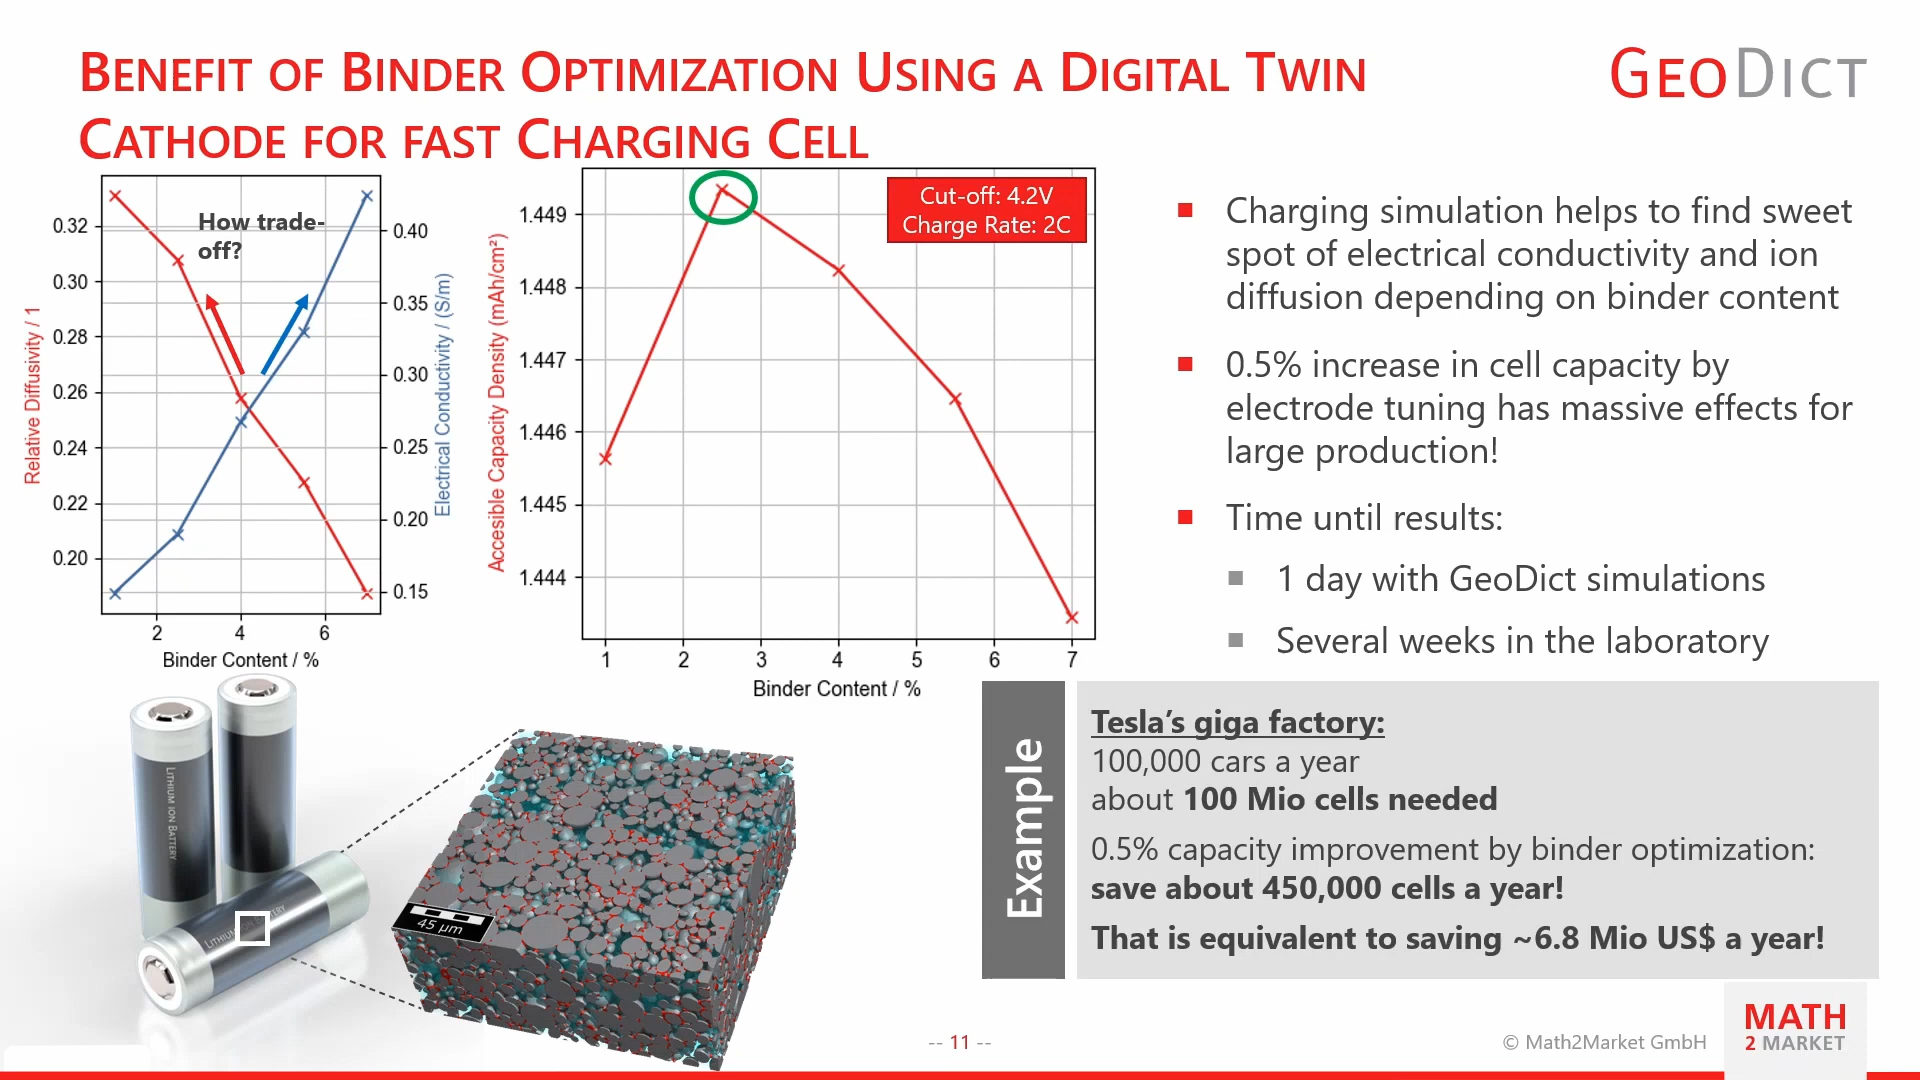 BENEFIT OF BINDER OPTIMIZATION USING A DIGITAL TWIN
CATHODE FOR FAST CHARGING CELL
GEODICT
How trade-
off?
0.32
0.30
0.28
0.26
0.24
0.22
0.20
Relative Diffusivity / 1
0.40
0.35
0.30
0.25
0.20
0.15
Electrical Conductivity / (S/m)
2 4 6
Binder Content / %
Cut-off: 4.2V
Charge Rate: 2C
1.449
1.448
1.447
1.446
1.445
1.444
Accesible Capacity Density (mAh/cm²)
1 2 3 4 5 6 7
Binder Content / %
Charging simulation helps to find sweet
spot of electrical conductivity and ion
diffusion depending on binder content
0.5% increase in cell capacity by
electrode tuning has massive effects for
large production!
Time until results:
1 day with GeoDict simulations
Several weeks in the laboratory
LITHIUM ION BATTERY
45 µm
Example
Tesla’s giga factory:
100,000 cars a year
about 100 Mio cells needed
0.5% capacity improvement by binder optimization:
save about 450,000 cells a year!
That is equivalent to saving ~6.8 Mio US$ a year!
-- 11 --
© Math2Market GmbH
MATH
2 MARKET